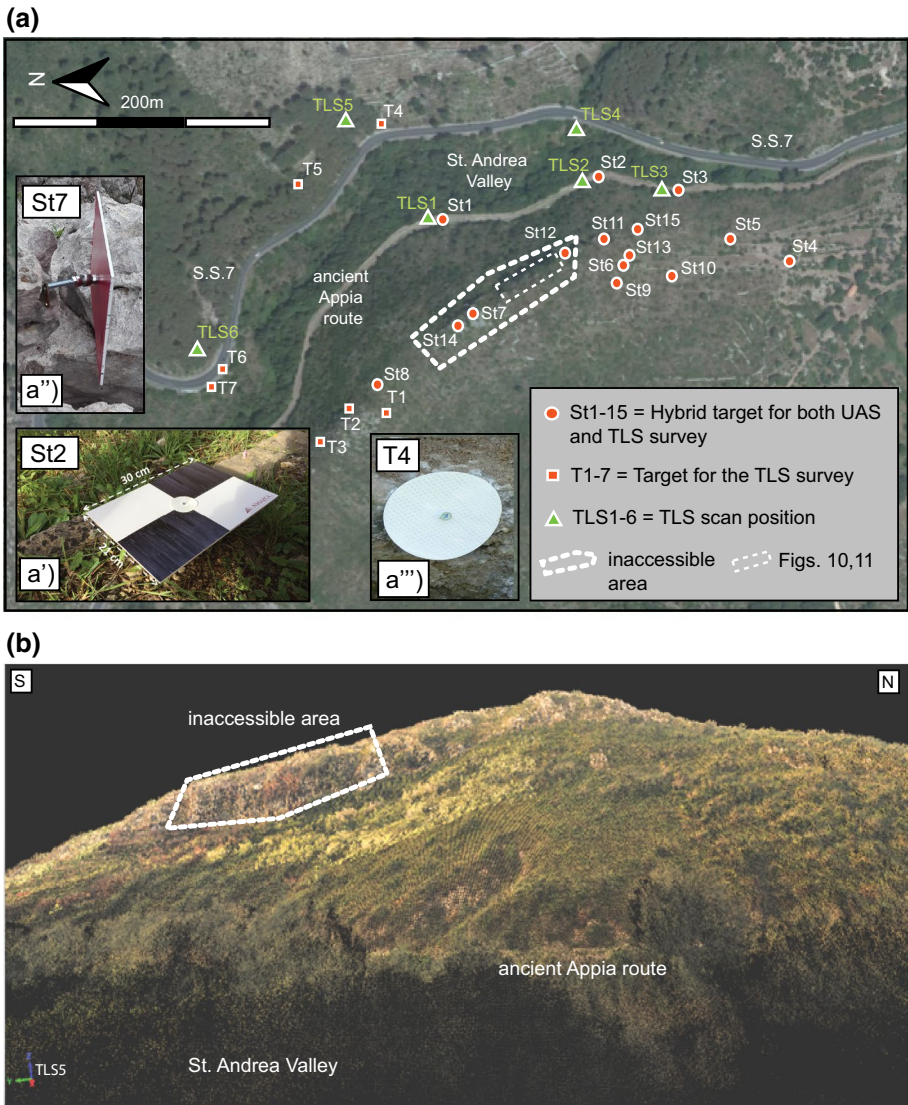 (a)
N
200m
TLS5
T4
TLS4
S.S.7
T5
St. Andrea
Valley
TLS2
St2
TLS3
St3
St7
TLS1
St1
St12
St11
St15
St5
St13
St4
S.S.7
ancient
Appia
route
St6
St10
St9
St7
St14
TLS6
T6
T7
a'')
St8
T1
T2
T3
St2
30 cm
a')
T4
a''')
St1-15 = Hybrid target for both UAS
and TLS survey
T1-7 = Target for the TLS survey
TLS1-6 = TLS scan position
inaccessible
area
Figs. 10,11
(b)
S
N
inaccessible area
ancient Appia route
TLS5
St. Andrea Valley